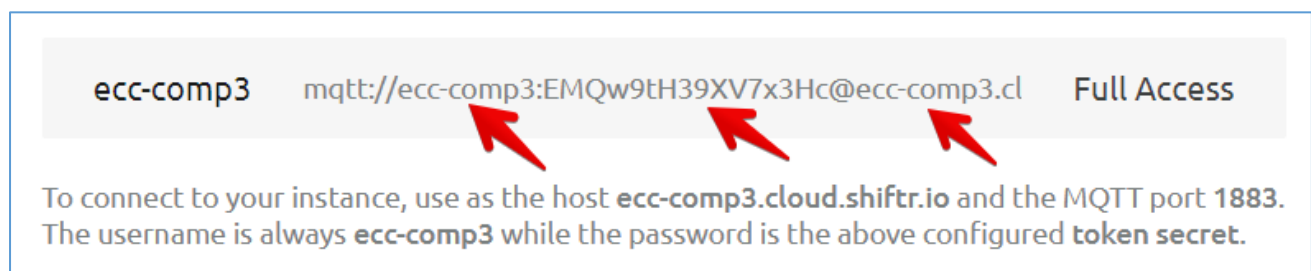 ecc-comp3 mqtt://ecc-comp3:EMQw9tH39XV7x3Hc@ecc-comp3.cl Full Access
To connect to your instance, use as the host ecc-comp3.cloud.shiftr.io and the MQTT port 1883.
The username is always ecc-comp3 while the password is the above configured token secret.